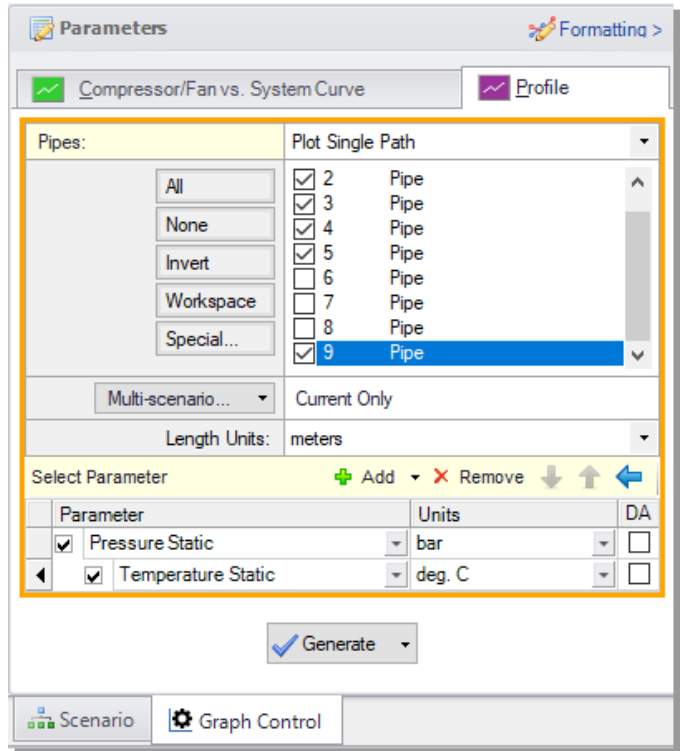 Parameters Formatting >
Compressor/Fan vs. System Curve Profile
Pipes: Plot Single Path
All 2 Pipe
3 Pipe
None 4 Pipe
Invert 5 Pipe
6 Pipe
Workspace 7 Pipe
Special... 8 Pipe
9 Pipe
Multi-scenario... Current Only
Length Units: meters
Select Parameter Add Remove
Parameter Units DA
Pressure Static bar
Temperature Static deg. C
Generate
Scenario Graph Control